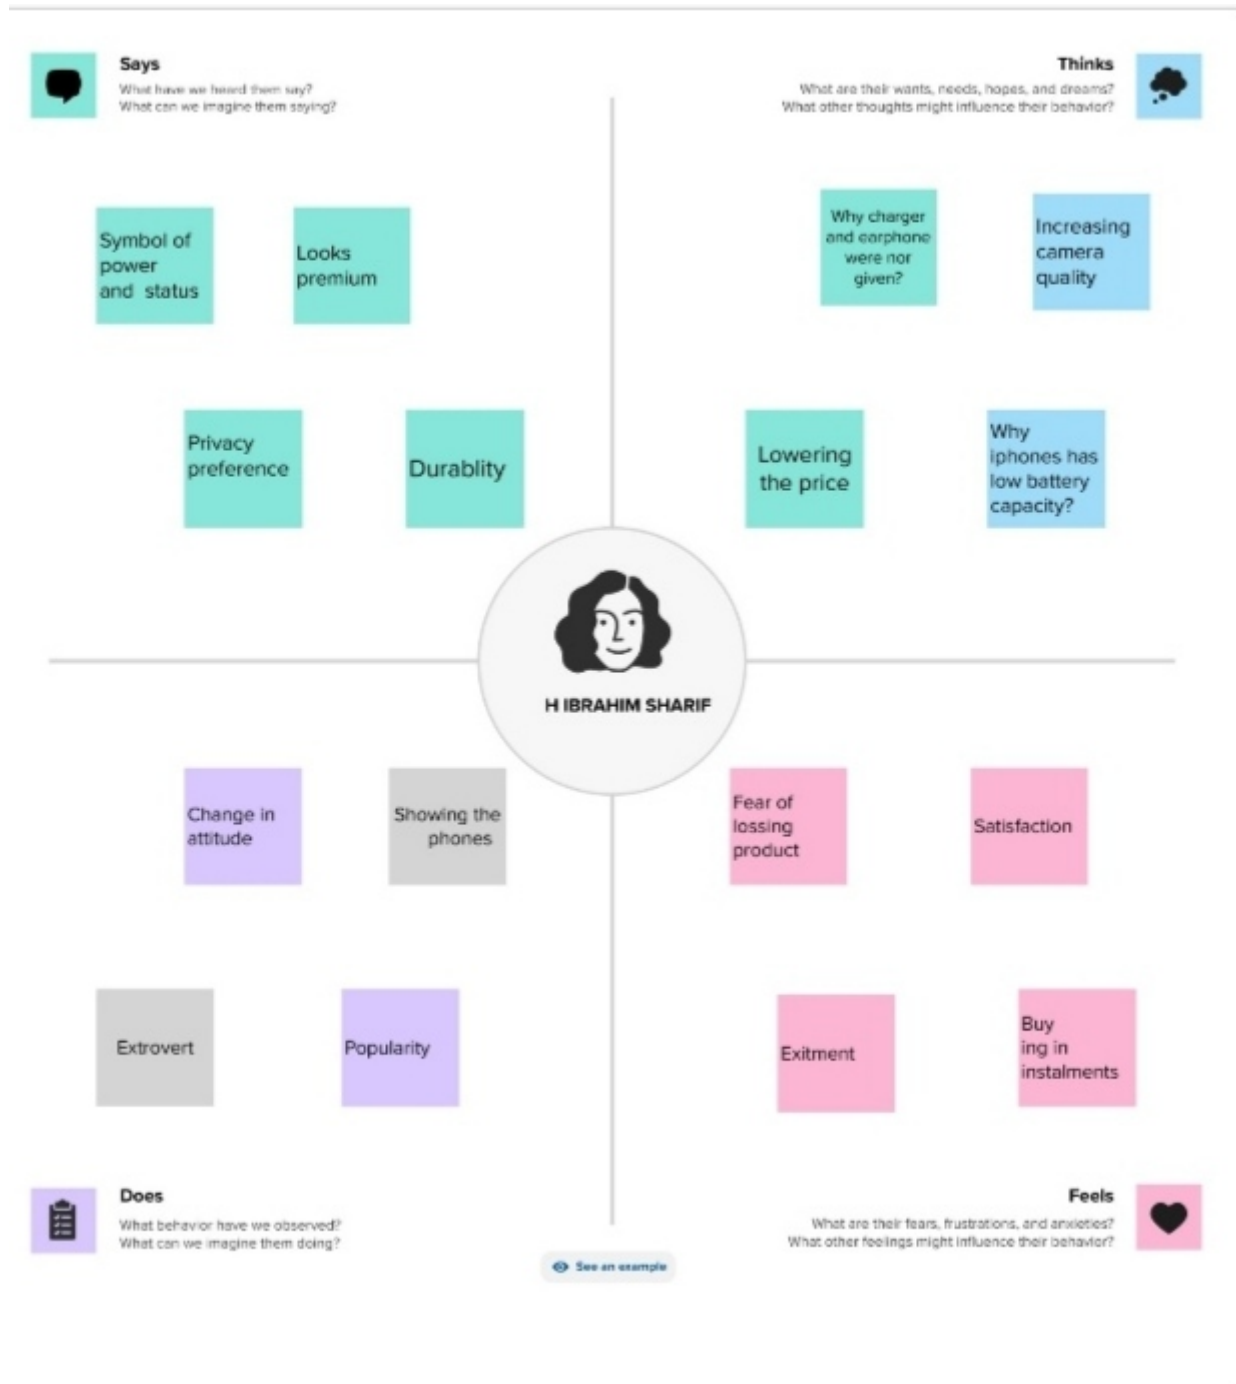 Says
What have we heard them say?
What can we imagine them saying?
Thinks
What are their wants, needs, hopes, and dreams?
What other thoughts might influence their behavior?
Symbol of
power
and status
Looks
premium
Why charger
and earphone
were nor
given?
Increasing
camera
quality
Privacy
preference
Durablity
Lowering
the price
Why
iphones has
low battery
capacity?
H IBRAHIM SHARIF
Change in
attitude
Showing the
phones
Fear of
lossing
product
Satisfaction
Extrovert
Popularity
Exitment
Buy
ing in
instalments
Does
What behavior have we observed?
What can we imagine them doing?
Feels
What are their fears, frustrations, and anxieties?
What other feelings might influence their behavior?
See an example